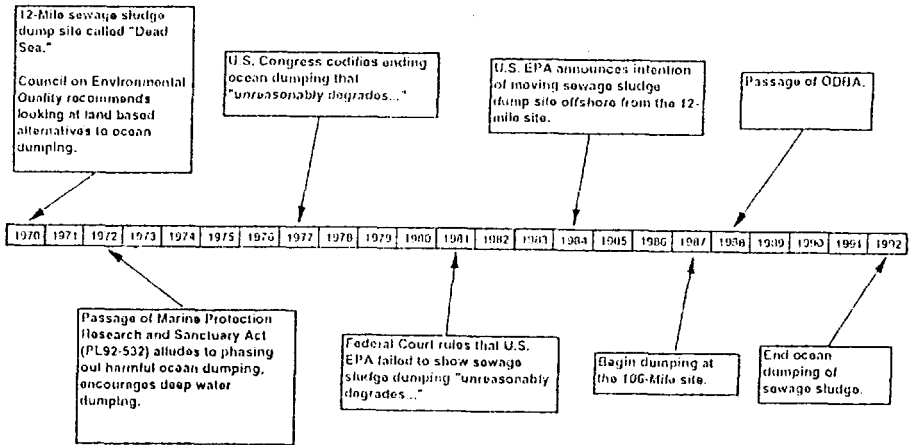 12-Mile sewage sludge
dump site called "Dead
Sea."
Council on Environmental
Quality recommends
looking at land based
alternatives to ocean
dumping.
U.S. Congress codifies ending
ocean dumping that
"unreasonably degrades..."
U.S. EPA announces intention
of moving sewage sludge
dump site offshore from the 12-
mile site.
Passage of ODBA.
1970 1971 1972 1973 1974 1975 1976 1977 1978 1979 1980 1981 1982 1983 1984 1985 1986 1987 1988 1989 1990 1991 1992
Passage of Marine Protection
Research and Sanctuary Act
(PL92-532) alludes to phasing
out harmful ocean dumping,
encourages deep water
dumping.
Federal Court rules that U.S.
EPA failed to show sewage
sludge dumping "unreasonably
degrades..."
Begin dumping at
the 106-Mile site.
End ocean
dumping of
sewage sludge.